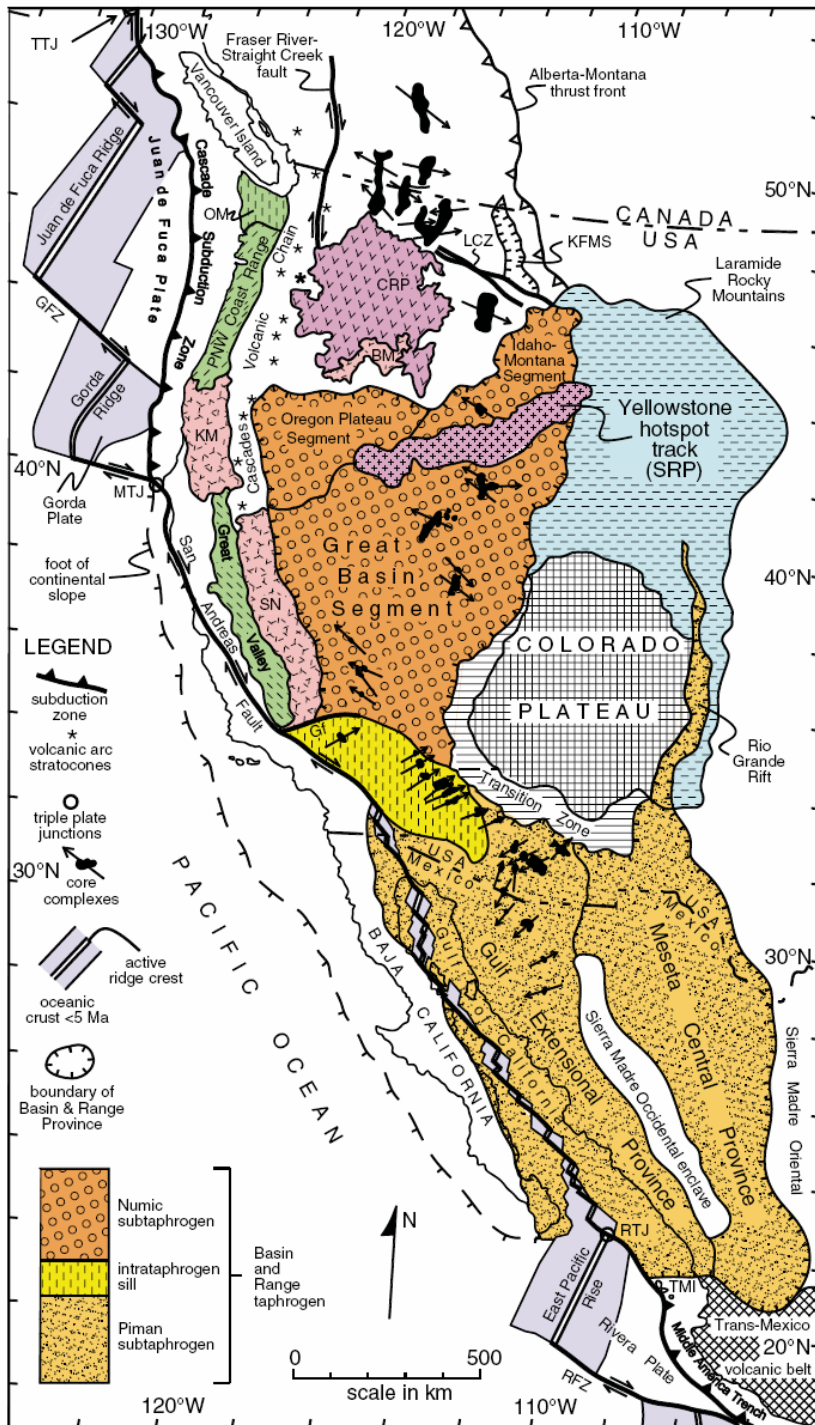 130°W
120°W
110°W
TTJ
Fraser River-
Straight Creek
fault
Alberta-Montana
thrust front
Vancouver Island
Juan de Fuca Ridge
Juan de Fuca Plate
Cascade Subduction Zone
50°N
CANADA
USA
OM
LCZ
KFMS
Laramide
Rocky
Mountains
GFZ
PNW Coast Range
Cascades Volcanic Chain
CRP
BM
Idaho-
Montana
Segment
Gorda
Ridge
KM
Oregon Plateau
Segment
Yellowstone
hotspot
track
(SRP)
40°N
MTJ
Gorda
Plate
foot of
continental
slope
San Andreas Fault
Great Valley
SN
Great
Basin
Segment
40°N
COLORADO
PLATEAU
LEGEND
subduction
zone
volcanic arc
stratocones
triple plate
junctions
core
complexes
active
ridge crest
oceanic
crust <5 Ma
boundary of
Basin & Range
Province
Gf
Transition Zone
Rio
Grande
Rift
30°N
USA
Mexico
USA
Mexico
30°N
PACIFIC OCEAN
BAJA
CALIFORNIA
Gulf of California
Gulf Extensional Province
Sierra Madre Occidental enclave
Meseta Central Province
Sierra Madre Oriental
Numic
subtaphrogen
intrataphrogen
sill
Piman
subtaphrogen
Basin
and
Range
taphrogen
N
0
500
scale in km
RTJ
East Pacific
Rise
Rivera Plate
RFZ
TMI
Trans-Mexico
volcanic belt
20°N
Middle America Trench
120°W
110°W